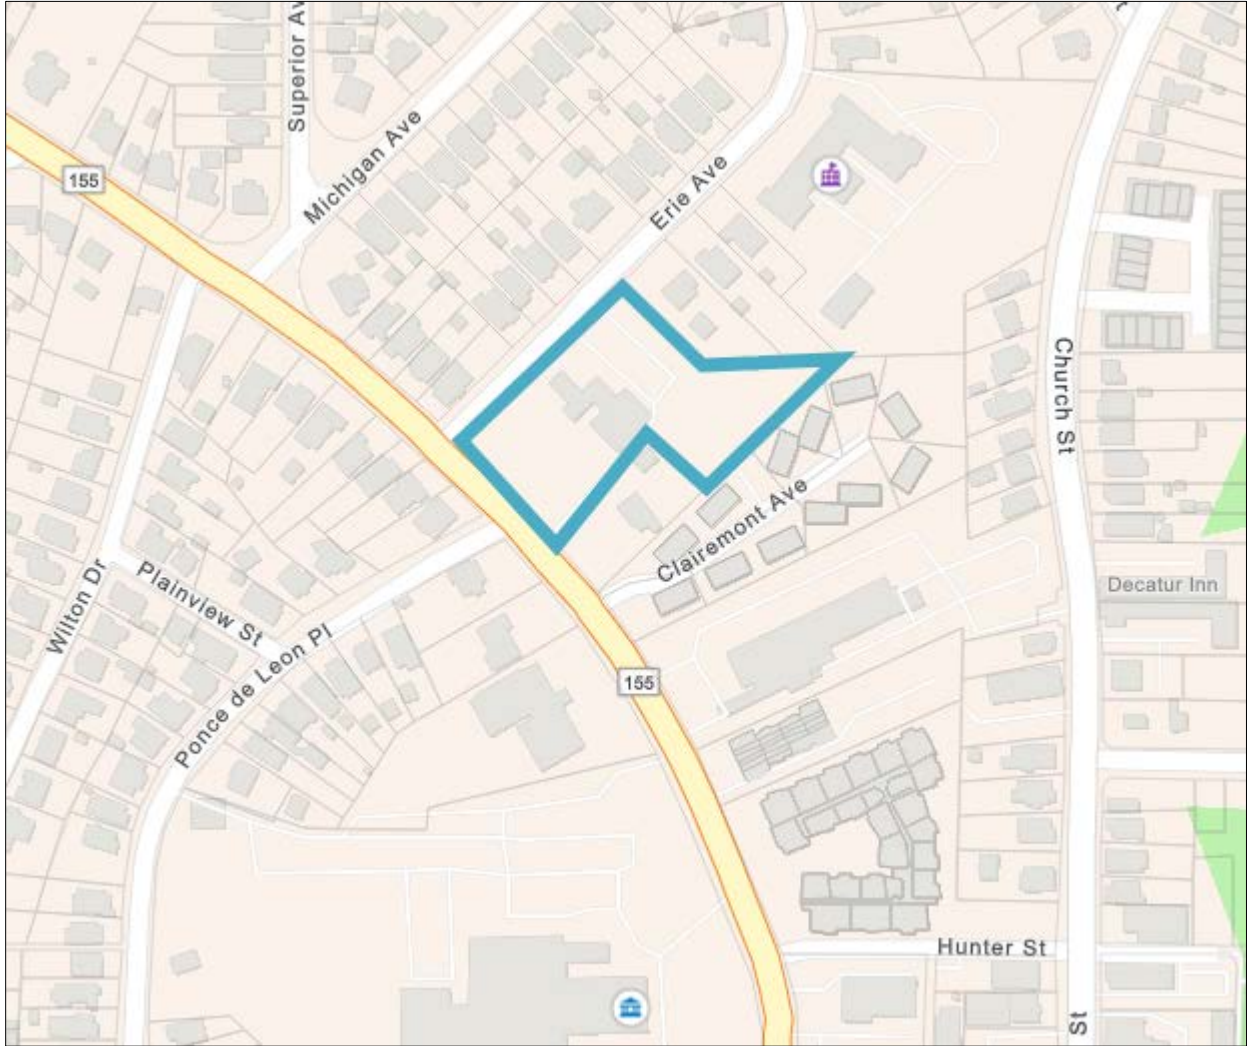 Superior Av
Michigan Ave
155
Erie Ave
Church St
Clairemont Ave
Wilton Dr
Plainview St
Decatur Inn
Ponce de Leon Pl
155
Hunter St
St